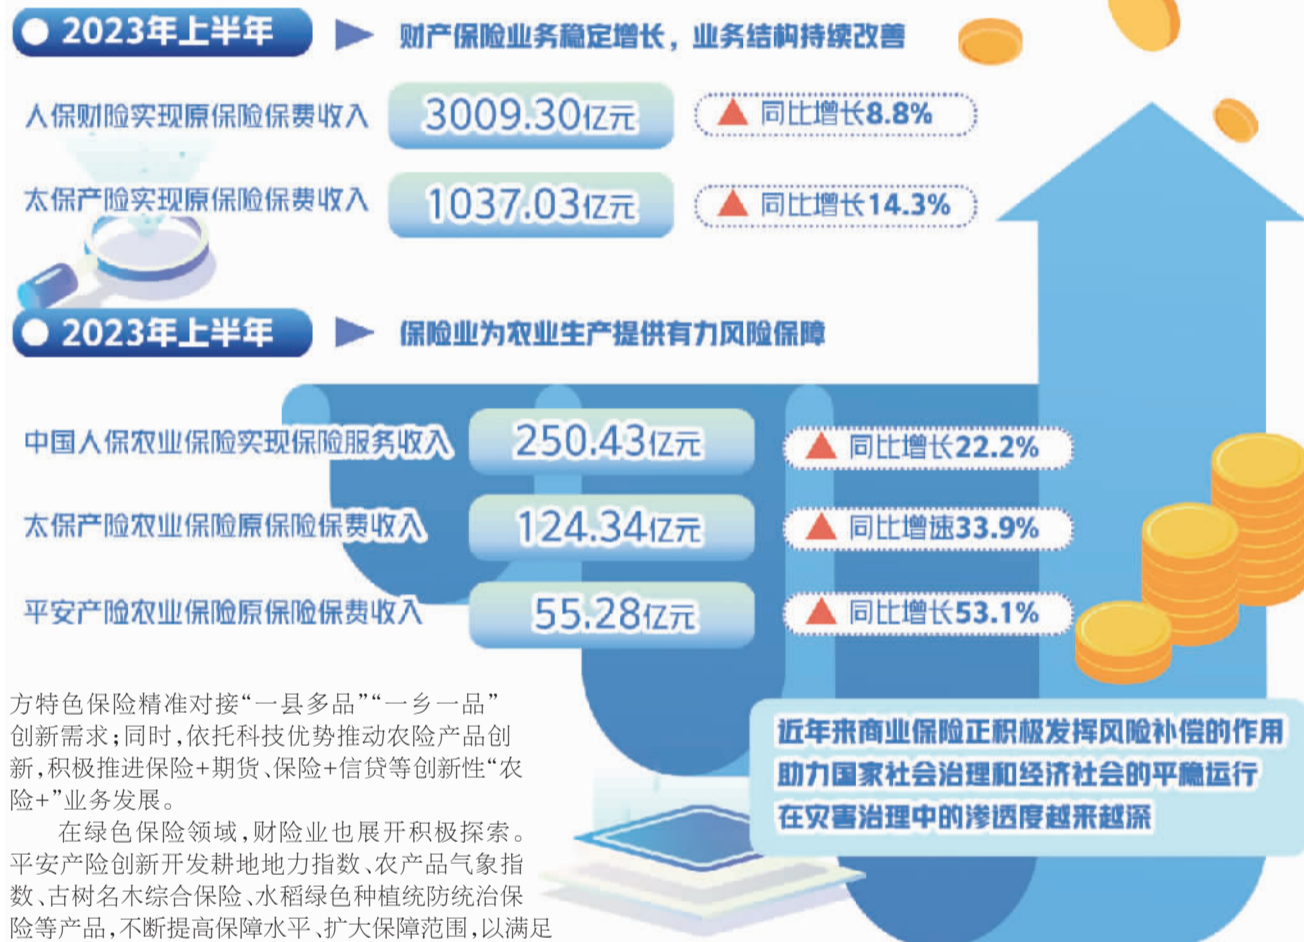 2023年上半年 财产保险业务稳定增长，业务结构持续改善
人保财险实现原保险保费收入 3009.30亿元 同比增长8.8%
太保产险实现原保险保费收入 1037.03亿元 同比增长14.3%
2023年上半年 保险业为农业生产提供有力风险保障
中国人保农业保险实现保险服务收入 250.43亿元 同比增长22.2%
太保产险农业保险原保险保费收入 124.34亿元 同比增速33.9%
平安产险农业保险原保险保费收入 55.28亿元 同比增长53.1%
方特色保险精准对接“一县多品”“一乡一品”
创新需求；同时，依托科技优势推动农险产品创
新，积极推进保险+期货、保险+信贷等创新性“农
险+”业务发展。
在绿色保险领域，财险业也展开积极探索。
平安产险创新开发耕地地力指数、农产品气象指
数、古树名木综合保险、水稻绿色种植统防统治保
险等产品，不断提高保障水平、扩大保障范围，以满足
近年来商业保险正积极发挥风险补偿的作用
助力国家社会治理和经济社会的平稳运行
在灾害治理中的渗透度越来越深